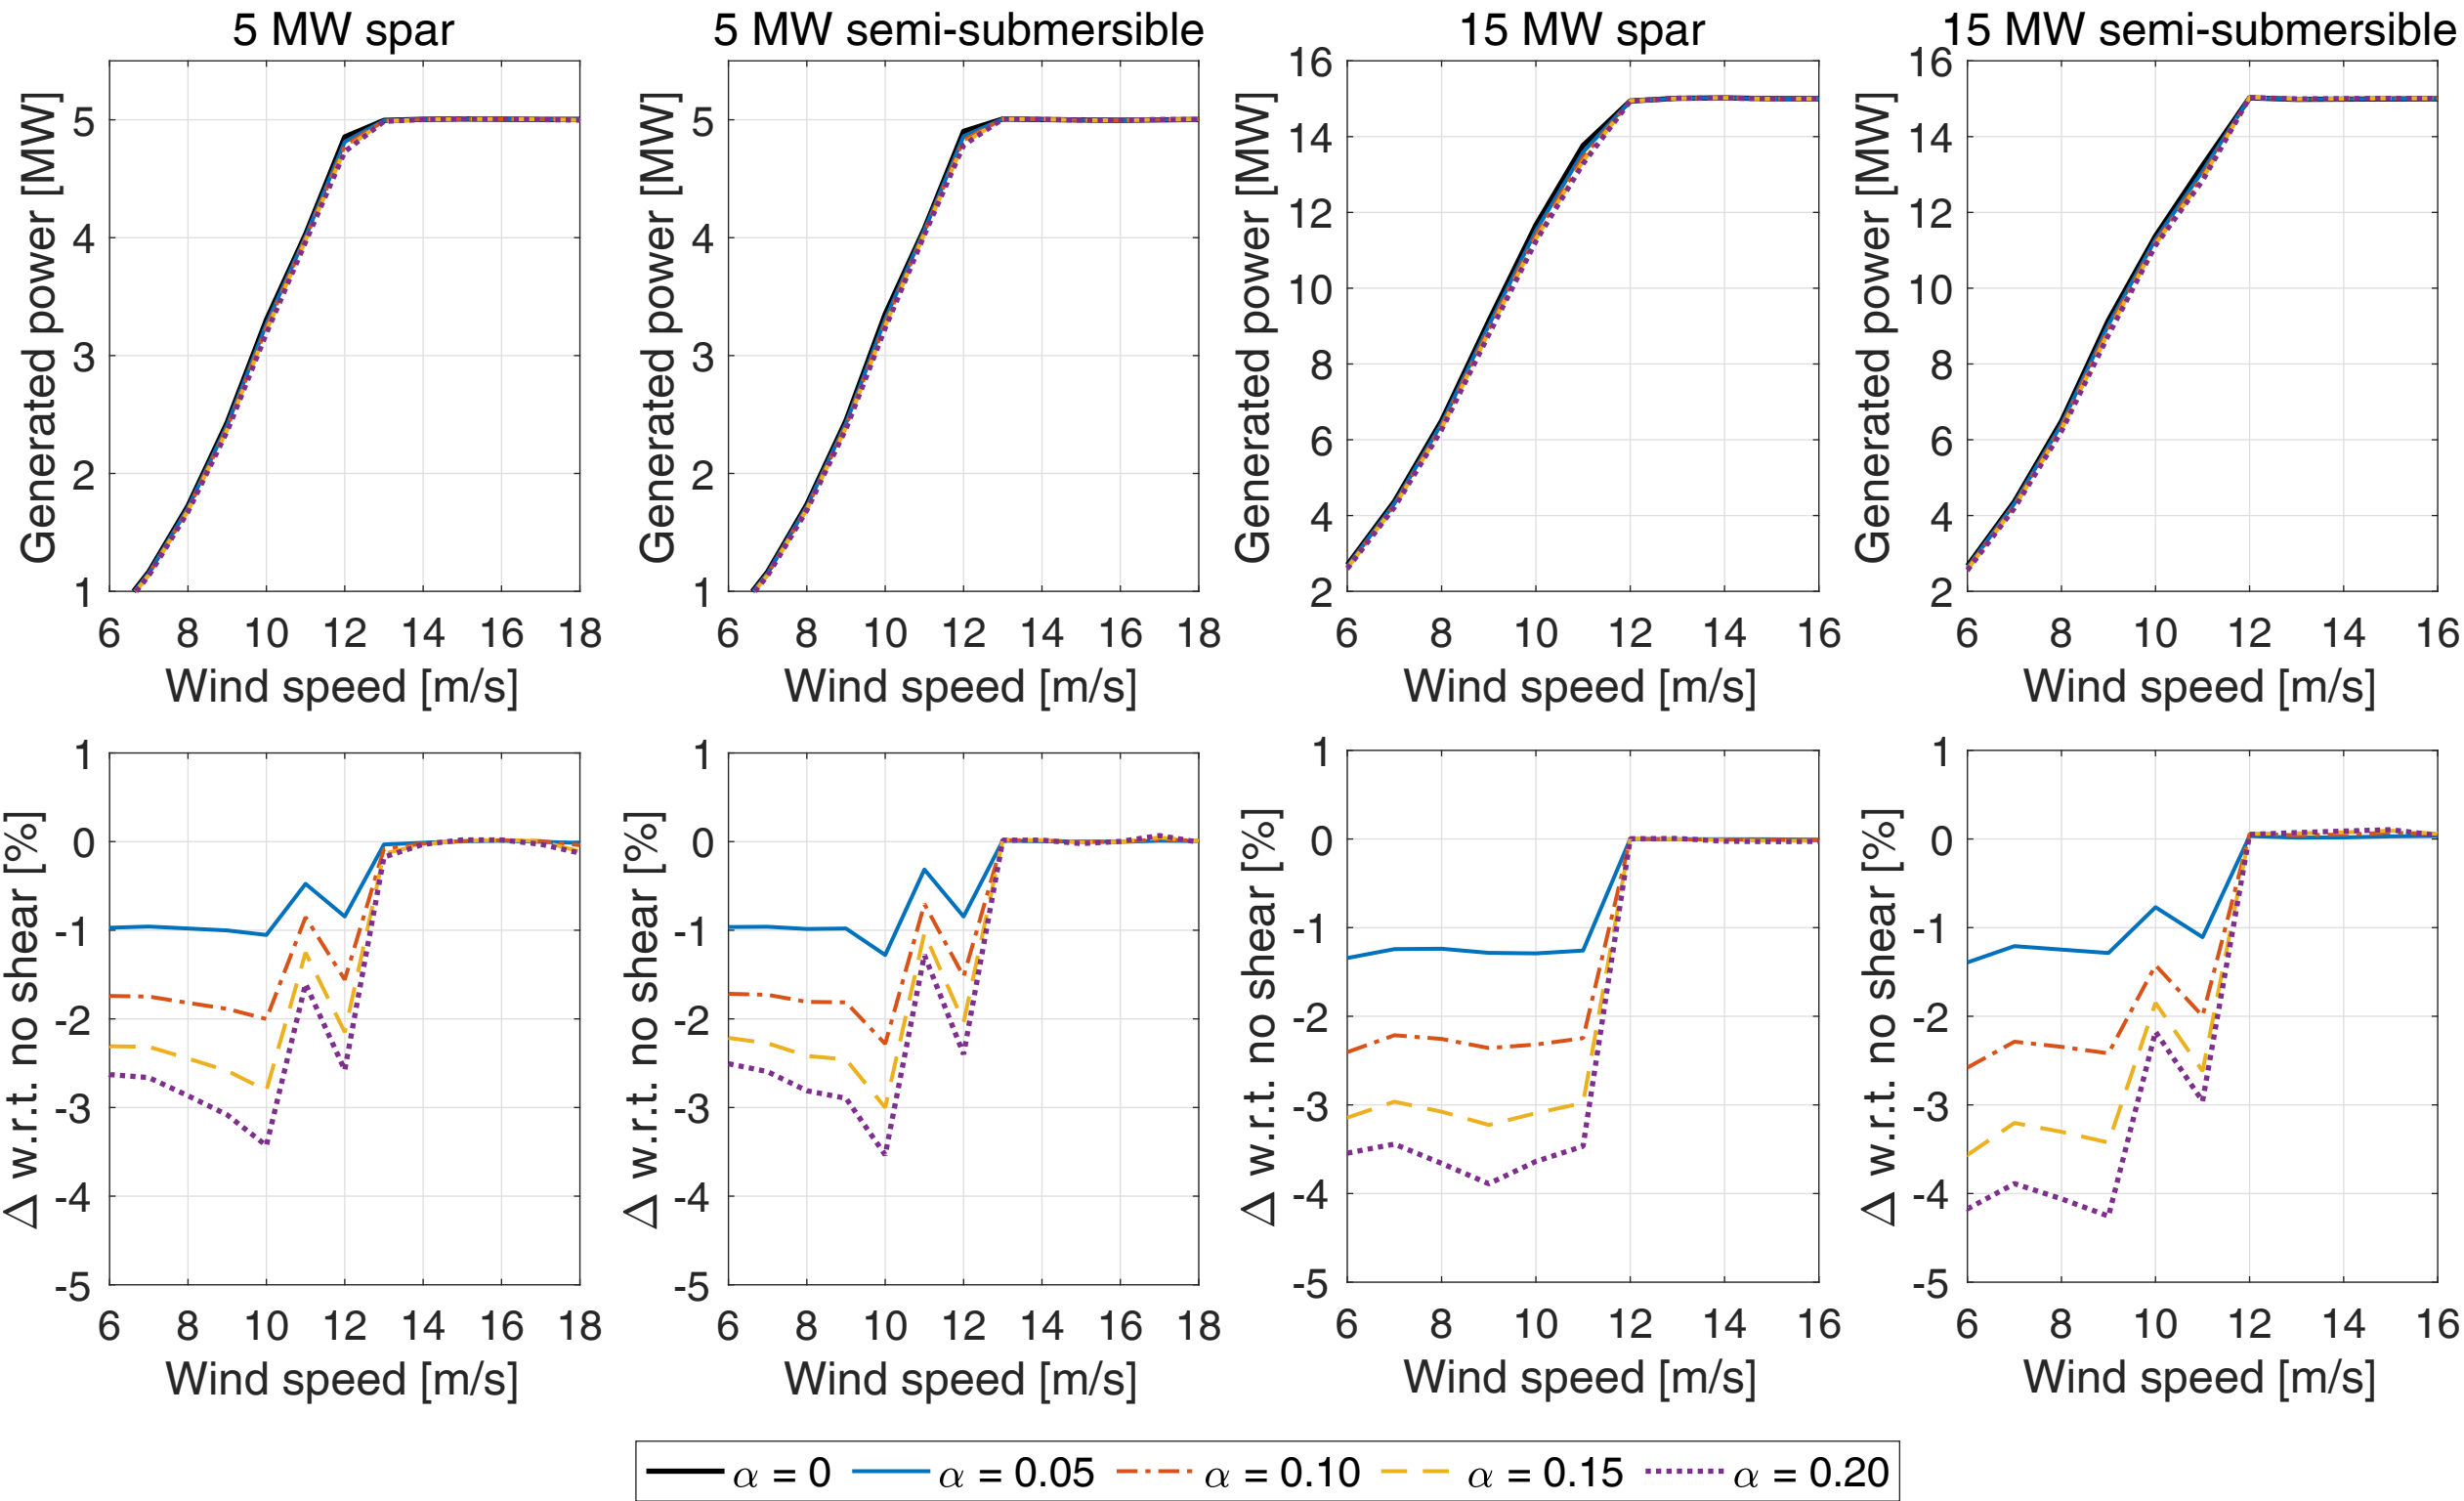 5 MW spar
5 MW semi-submersible
15 MW spar
15 MW semi-submersible
Generated power [MW]
5
4
3
2
1
6 8 10 12 14 16 18
Wind speed [m/s]
Generated power [MW]
5
4
3
2
1
6 8 10 12 14 16 18
Wind speed [m/s]
Generated power [MW]
16
14
12
10
8
6
4
2
6 8 10 12 14 16
Wind speed [m/s]
Generated power [MW]
16
14
12
10
8
6
4
2
6 8 10 12 14 16
Wind speed [m/s]
Δ w.r.t. no shear [%]
1
0
-1
-2
-3
-4
-5
6 8 10 12 14 16 18
Wind speed [m/s]
Δ w.r.t. no shear [%]
1
0
-1
-2
-3
-4
-5
6 8 10 12 14 16 18
Wind speed [m/s]
Δ w.r.t. no shear [%]
1
0
-1
-2
-3
-4
-5
6 8 10 12 14 16
Wind speed [m/s]
Δ w.r.t. no shear [%]
1
0
-1
-2
-3
-4
-5
6 8 10 12 14 16
Wind speed [m/s]
α = 0 α = 0.05 α = 0.10 α = 0.15 α = 0.20